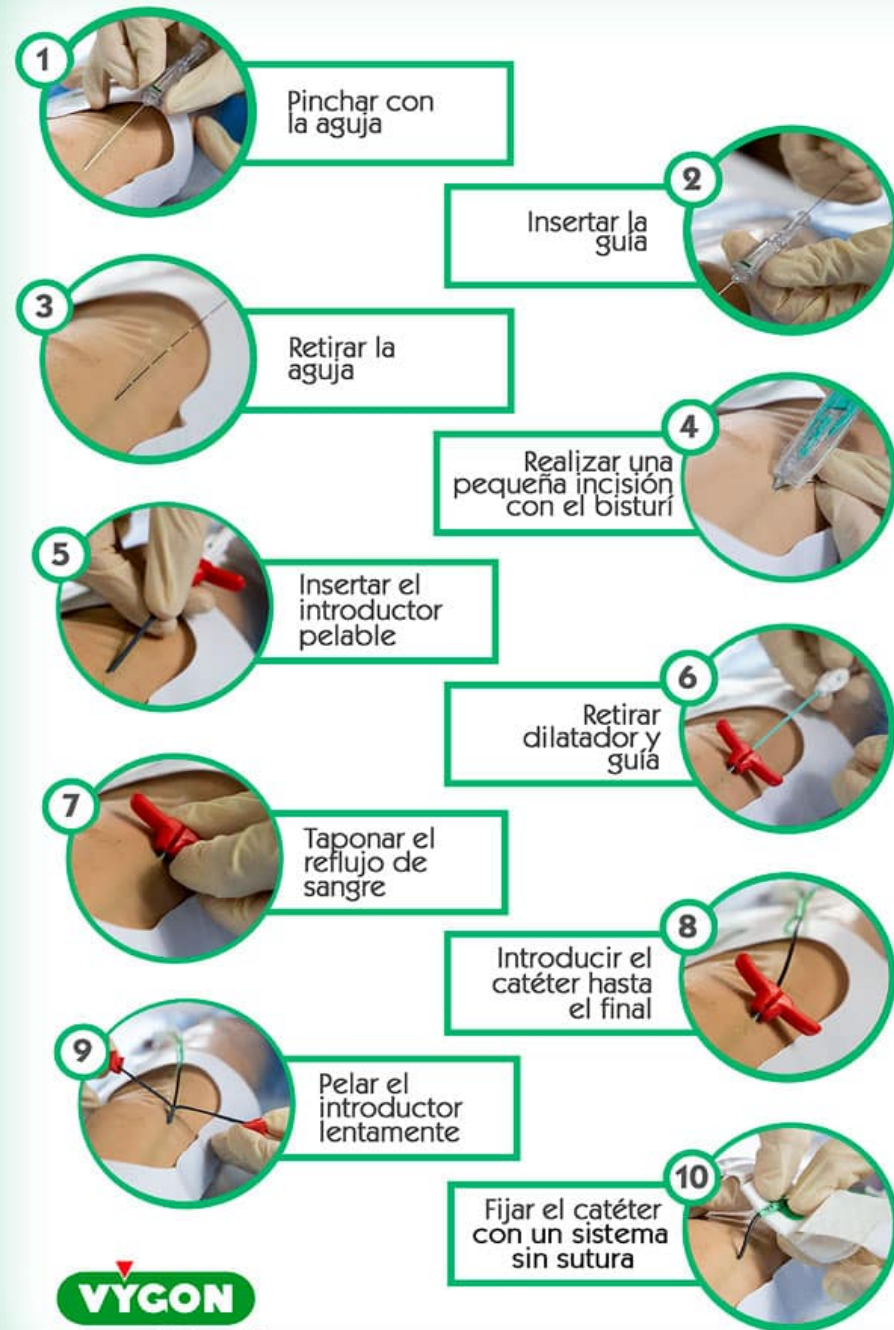 1
Pinchar con
la aguja
2
Insertar la
guía
3
Retirar la
aguja
4
Realizar una
pequeña incisión
con el bisturí
5
Insertar el
introductor
pelable
6
Retirar
dilatador y
guía
7
Taponar el
reflujo de
sangre
8
Introducir el
catéter hasta
el final
9
Pelar el
introductor
lentamente
10
Fijar el catéter
con un sistema
sin sutura
VYGON